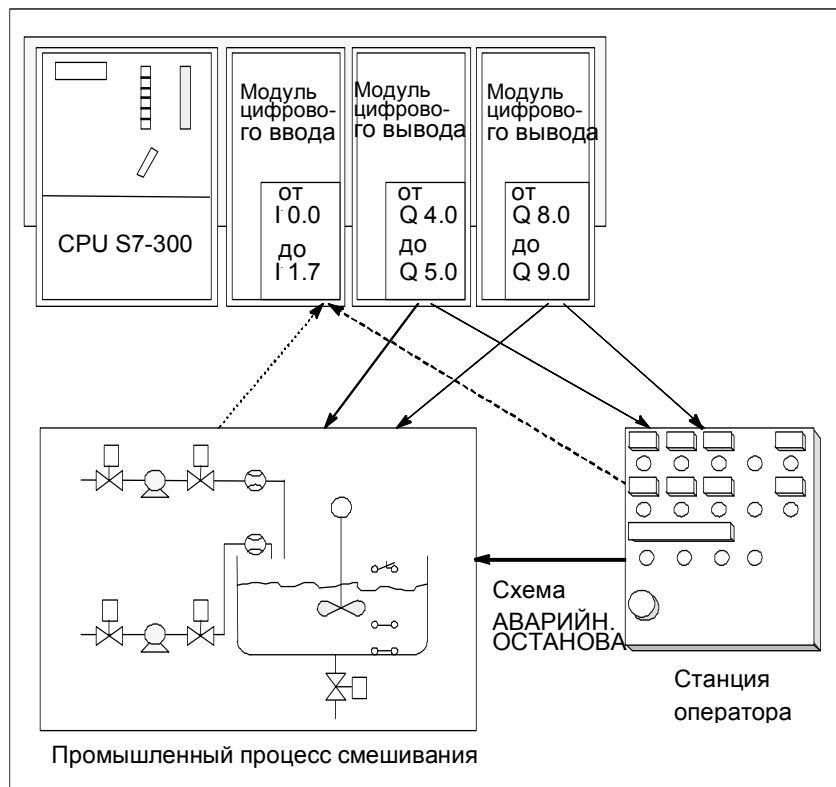 CPU S7-300
Модуль
цифрово-
го ввода
от
I 0.0
до
I 1.7
Модуль
цифрово-
го вывода
от
Q 4.0
до
Q 5.0
Модуль
цифрово-
го вывода
от
Q 8.0
до
Q 9.0
Схема
АВАРИЙН.
ОСТАНОВА
Станция
оператора
Промышленный процесс смешивания